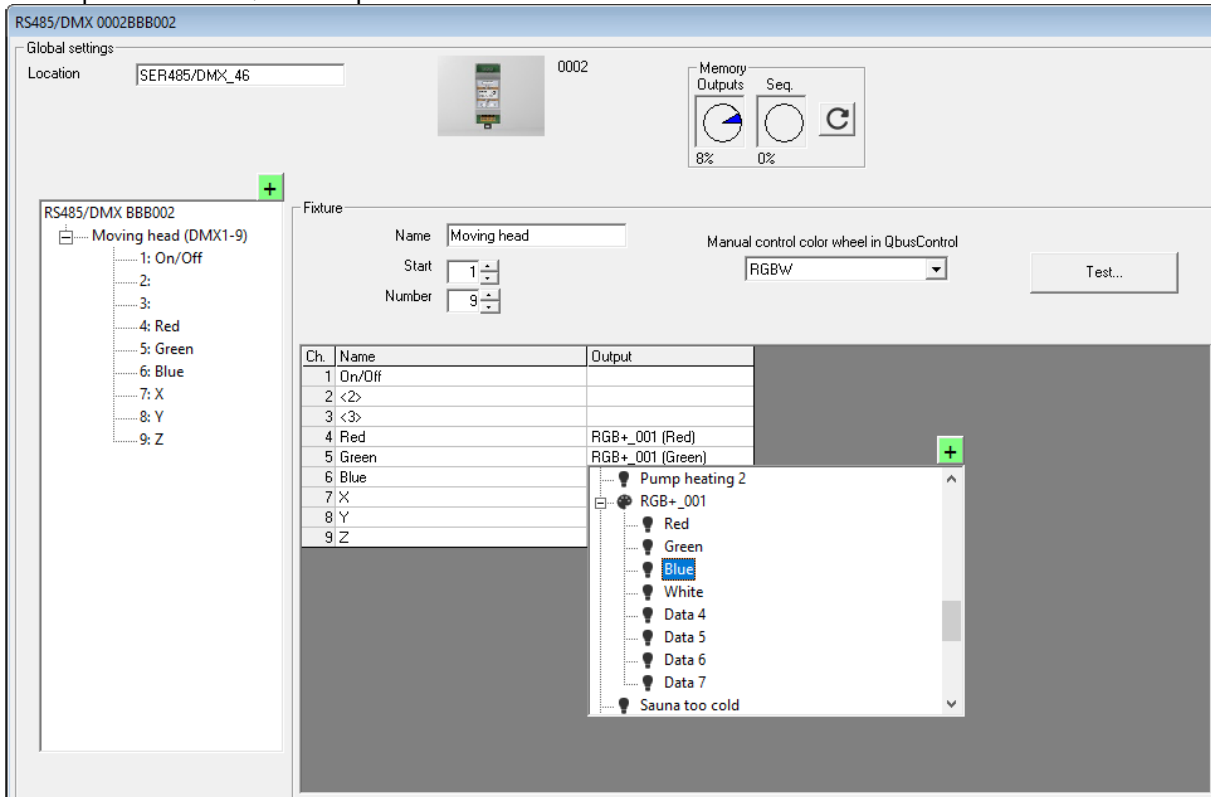 RS485/DMX 0002BBB002
Global settings
Location SER485/DMX_46
0002
Memory
Outputs Seq.
8% 0%
+
RS485/DMX BBB002
Moving head (DMX1-9)
1: On/Off
2:
3:
4: Red
5: Green
6: Blue
7: X
8: Y
9: Z
Fixture
Name Moving head
Start 1
Number 9
Manual control color wheel in QbusControl
RGBW
Test...
Ch. Name Output
1 On/Off
2 <2>
3 <3>
4 Red RGB+_001 (Red)
5 Green RGB+_001 (Green)
6 Blue
7 X
8 Y
9 Z
+
Pump heating 2
RGB+_001
Red
Green
Blue
White
Data 4
Data 5
Data 6
Data 7
Sauna too cold